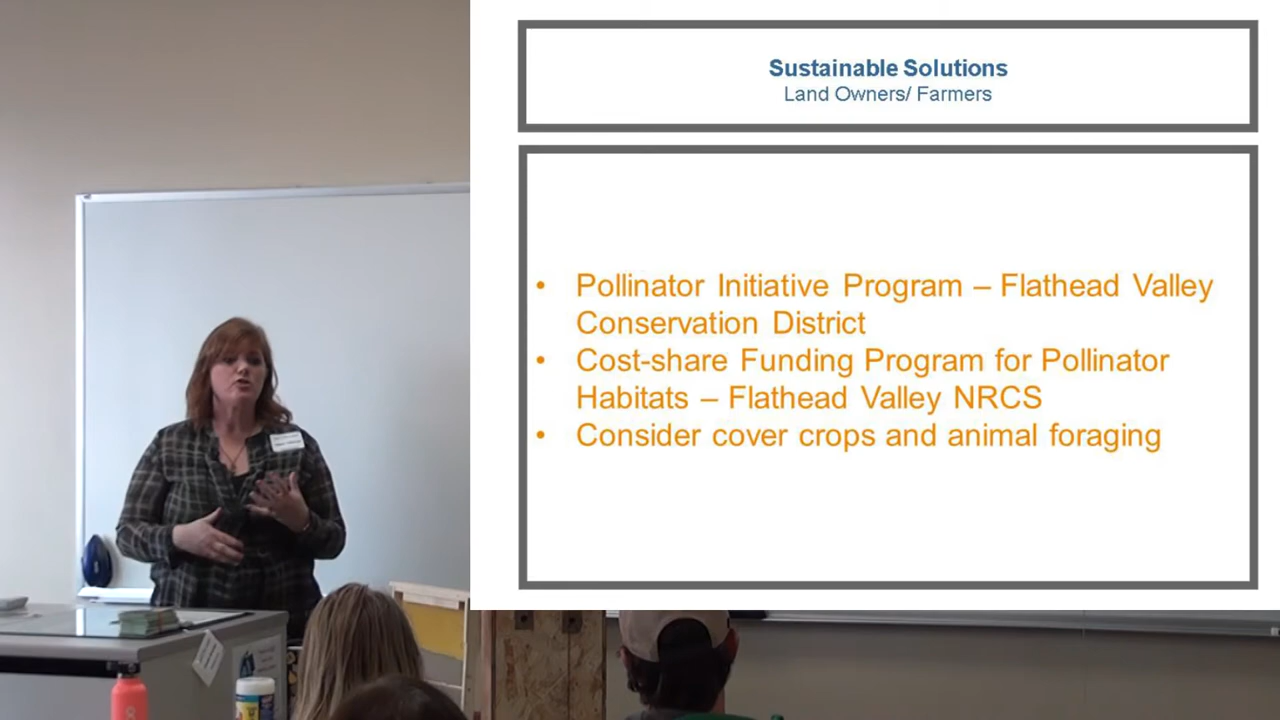 Sustainable Solutions
Land Owners/ Farmers
• Pollinator Initiative Program – Flathead Valley
Conservation District
• Cost-share Funding Program for Pollinator
Habitats – Flathead Valley NRCS
• Consider cover crops and animal foraging